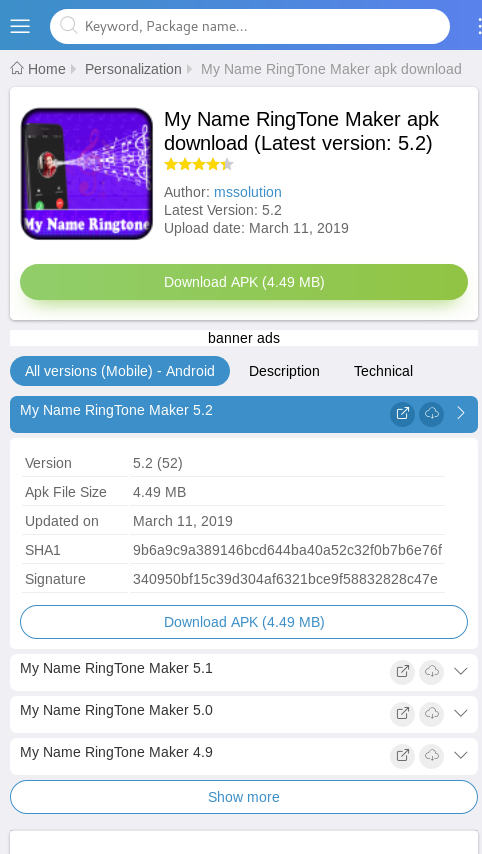 Keyword, Package name...
Home Personalization My Name RingTone Maker apk download
My Name RingTone Maker apk
download (Latest version: 5.2)
Author: mssolution
Latest Version: 5.2
Upload date: March 11, 2019
My Name Ringtone
Download APK (4.49 MB)
banner ads
All versions (Mobile) - Android Description Technical
My Name RingTone Maker 5.2
Version 5.2 (52)
Apk File Size 4.49 MB
Updated on March 11, 2019
SHA1 9b6a9c9a389146bcd644ba40a52c32f0b7b6e76f
Signature 340950bf15c39d304af6321bce9f58832828c47e
Download APK (4.49 MB)
My Name RingTone Maker 5.1
My Name RingTone Maker 5.0
My Name RingTone Maker 4.9
Show more